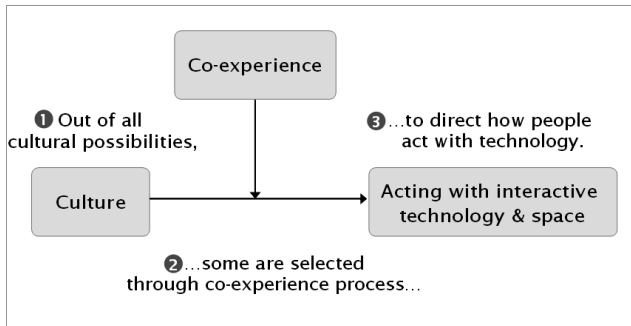 Co-experience
❶ Out of all
cultural possibilities,
❸ ...to direct how people
act with technology.
Culture
Acting with interactive
technology & space
❷ ...some are selected
through co-experience process...